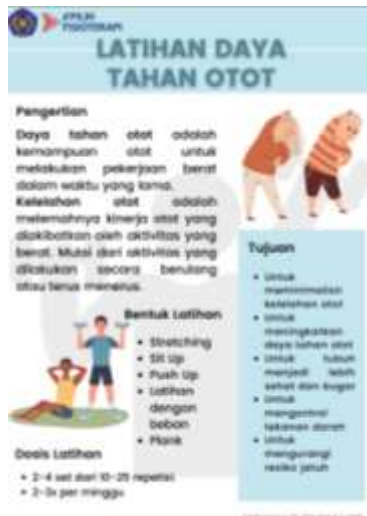 FISIOTERAPI
LATIHAN DAYA
TAHAN OTOT
Pengertian
Daya tahan otot adalah
kemampuan otot untuk
melakukan pekerjaan berat
dalam waktu yang lama.
Kelelahan otot adalah
melemahnya kinerja otot yang
diakibatkan oleh aktivitas yang
berat. Mulai dari aktivitas yang
dilakukan secara berulang
atau terus menerus.
Bentuk Latihan
• Stretching
• Sit Up
• Push Up
• Latihan
dengan
beban
• Plank
Dosis Latihan
• 2-4 set dari 10-25 repetisi
• 2-3x per minggu
Tujuan
• Untuk
meminimalisir
kelelahan otot
• Untuk
meningkatkan
daya tahan otot
• Untuk tubuh
menjadi lebih
sehat dan bugar
• Untuk
mengontrol
tekanan darah
• Untuk
mengurangi
resiko jatuh